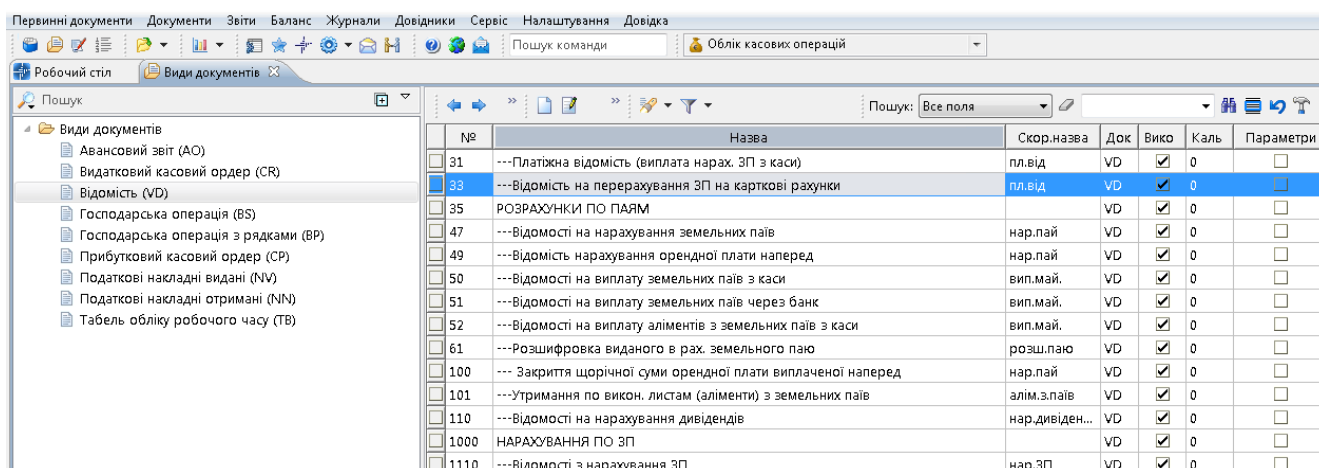 Первинні документи Документи Звіти Баланс Журнали Довідники Сервіс Налаштування Довідка
Пошук команди Облік касових операцій
Робочий стіл Види документів
Пошук
Види документів
Авансовий звіт (АО)
Видатковий касовий ордер (CR)
Відомість (VD)
Господарська операція (BS)
Господарська операція з рядками (BP)
Прибутковий касовий ордер (CP)
Податкові накладні видані (NV)
Податкові накладні отримані (NN)
Табель обліку робочого часу (TB)
Пошук: Все поля
№ Назва Скор.назва Док Вико Каль Параметри
31 ---Платіжна відомість (виплата нарах. ЗП з каси) пл.від VD 0
33 ---Відомість на перерахування ЗП на карткові рахунки пл.від VD 0
35 РОЗРАХУНКИ ПО ПАЯМ VD 0
47 ---Відомості на нарахування земельних паїв нар.пай VD 0
49 ---Відомість нарахування орендної плати наперед нар.пай VD 0
50 ---Відомості на виплату земельних паїв з каси вип.май. VD 0
51 ---Відомості на виплату земельних паїв через банк вип.май. VD 0
52 ---Відомості на виплату аліментів з земельних паїв з каси вип.май. VD 0
61 ---Розшифровка виданого в рах. земельного паю розш.паю VD 0
100 --- Закриття щорічної суми орендної плати виплаченої наперед нар.пай VD 0
101 ---Утримання по викон. листам (аліменти) з земельних паїв алім.з.паїв VD 0
110 ---Відомості на нарахування дивідендів нар.дивіден... VD 0
1000 НАРАХУВАННЯ ПО ЗП VD 0
1110 ---Відомості з нарахування ЗП нар.ЗП VD 0